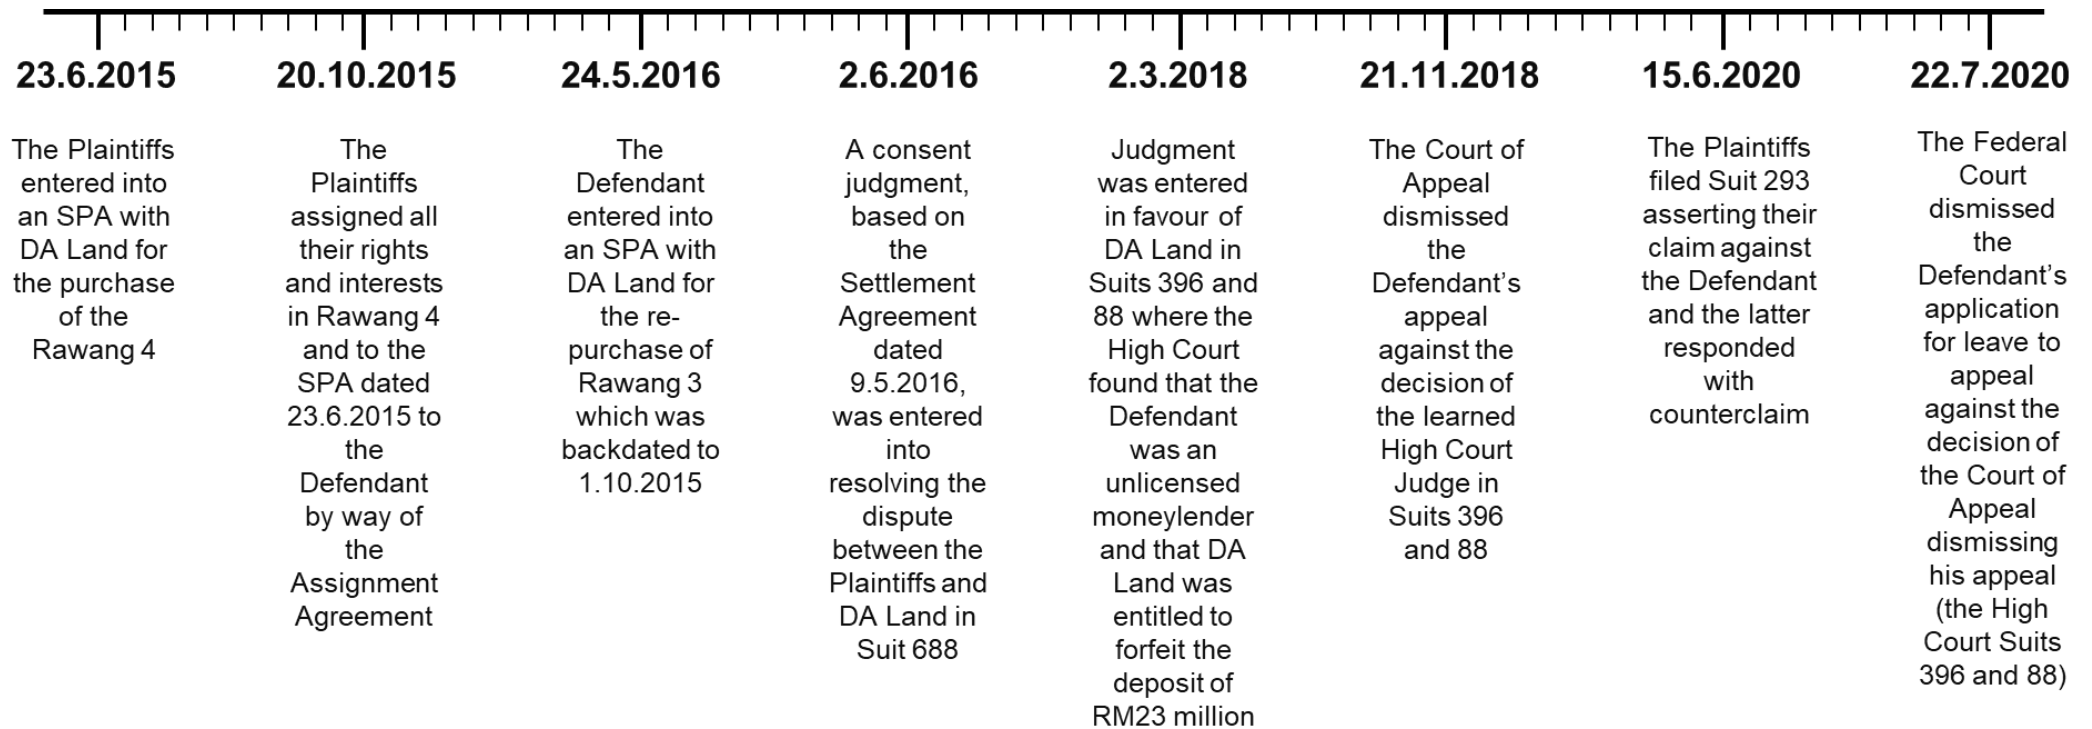 23.6.2015
The Plaintiffs
entered into
an SPA with
DA Land for
the purchase
of the
Rawang 4
20.10.2015
The
Plaintiffs
assigned all
their rights
and interests
in Rawang 4
and to the
SPA dated
23.6.2015 to
the
Defendant
by way of
the
Assignment
Agreement
24.5.2016
The
Defendant
entered into
an SPA with
DA Land for
the re-
purchase of
Rawang 3
which was
backdated to
1.10.2015
2.6.2016
A consent
judgment,
based on
the
Settlement
Agreement
dated
9.5.2016,
was entered
into
resolving the
dispute
between the
Plaintiffs and
DA Land in
Suit 688
2.3.2018
Judgment
was entered
in favour of
DA Land in
Suits 396 and
88 where the
High Court
found that the
Defendant
was an
unlicensed
moneylender
and that DA
Land was
entitled to
forfeit the
deposit of
RM23 million
21.11.2018
The Court of
Appeal
dismissed
the
Defendant’s
appeal
against the
decision of
the learned
High Court
Judge in
Suits 396
and 88
15.6.2020
The Plaintiffs
filed Suit 293
asserting their
claim against
the Defendant
and the latter
responded
with
counterclaim
22.7.2020
The Federal
Court
dismissed
the
Defendant’s
application
for leave to
appeal
against the
decision of
the Court of
Appeal
dismissing
his appeal
(the High
Court Suits
396 and 88)